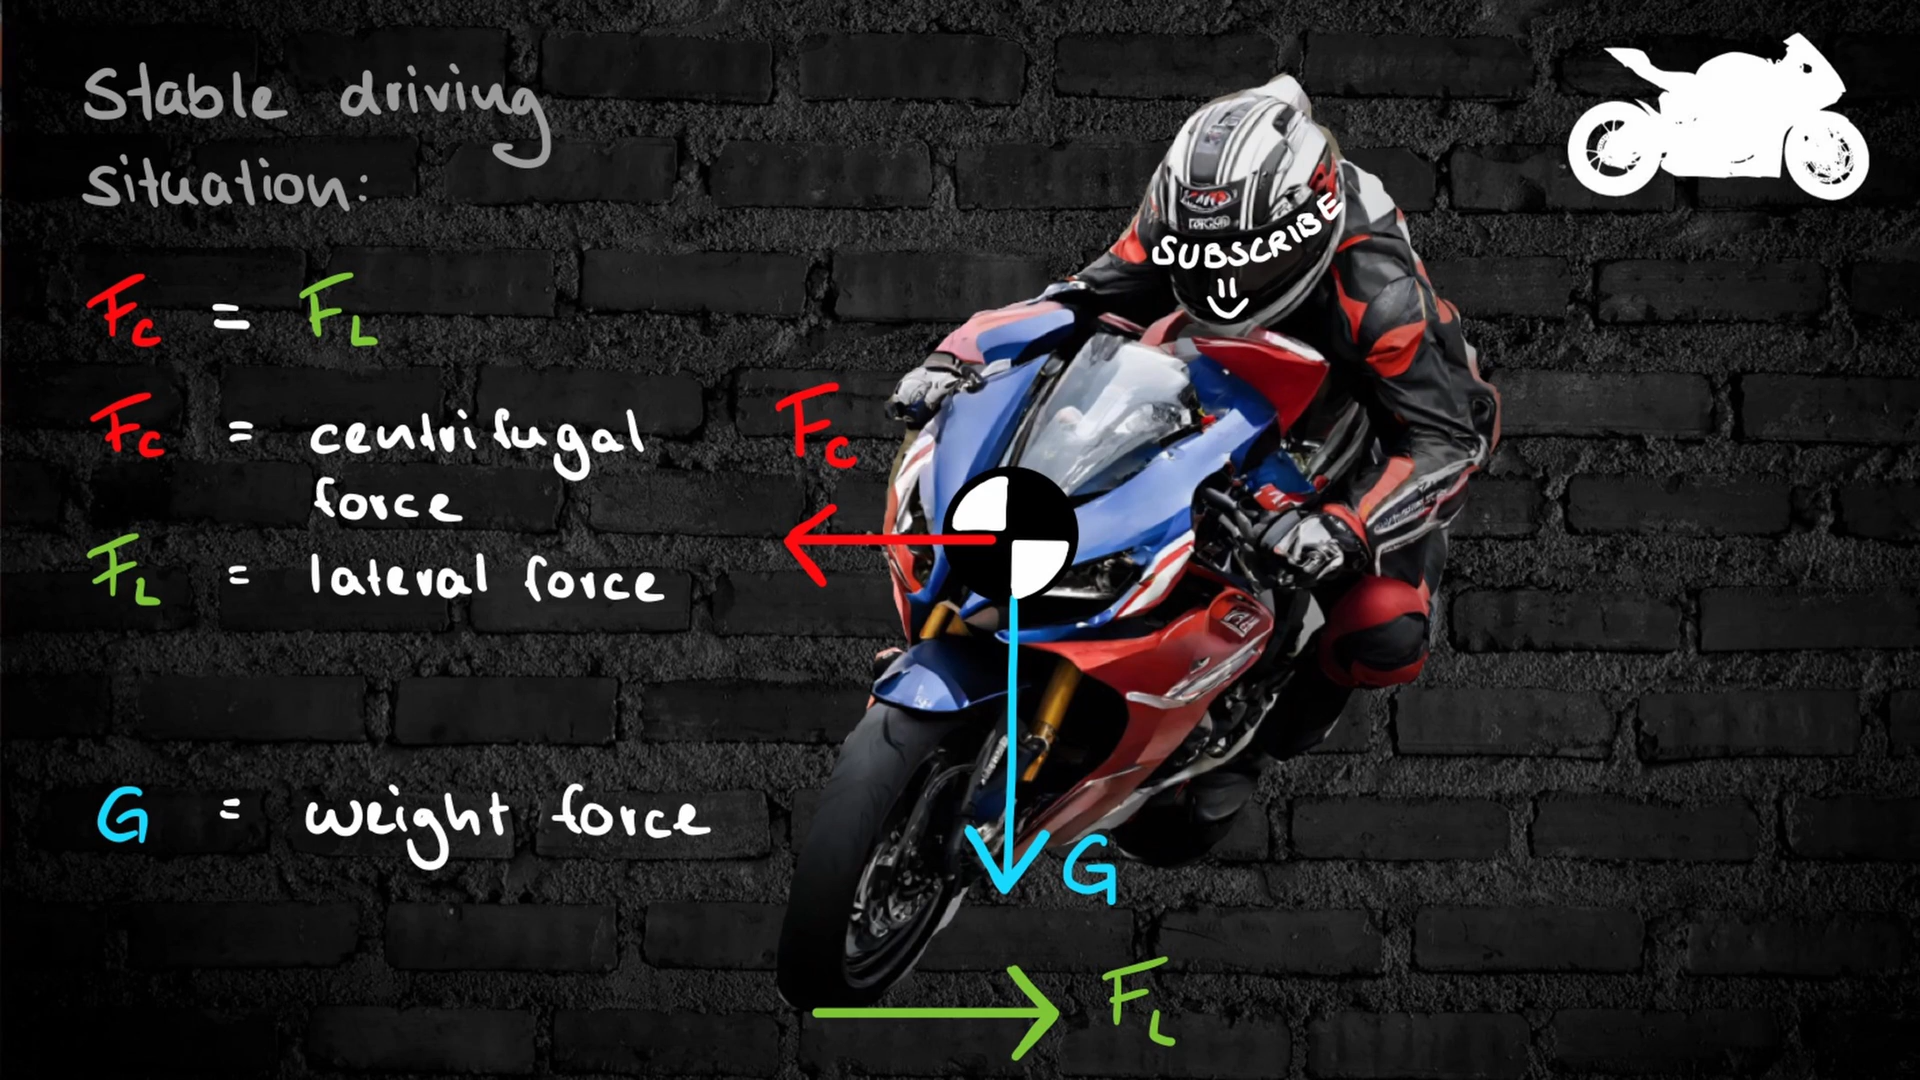 Stable driving
situation:
Fc = FL
Fc = centrifugal
force
FL = lateral force
G = weight force
SUBSCRIBE
Fc
G
FL